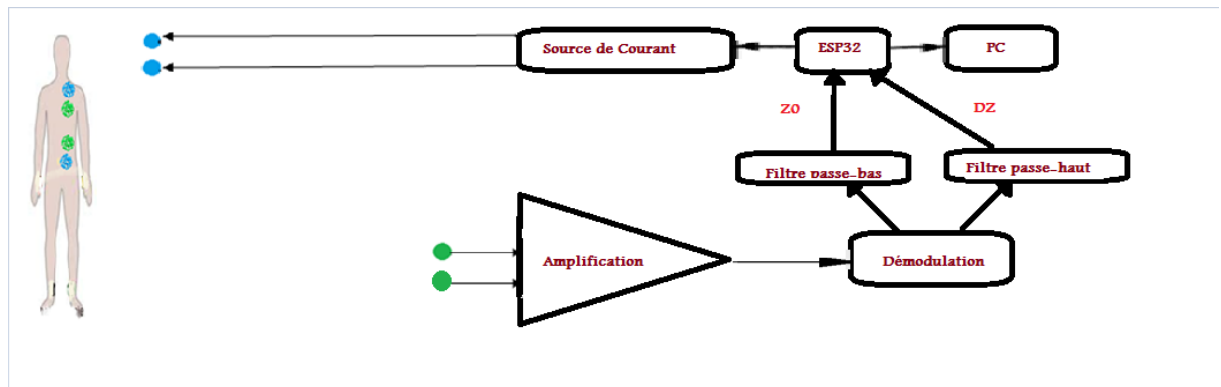 Source de Courant
ESP32
PC
Z0
DZ
Filtre passe-bas
Filtre passe-haut
Amplification
Démodulation